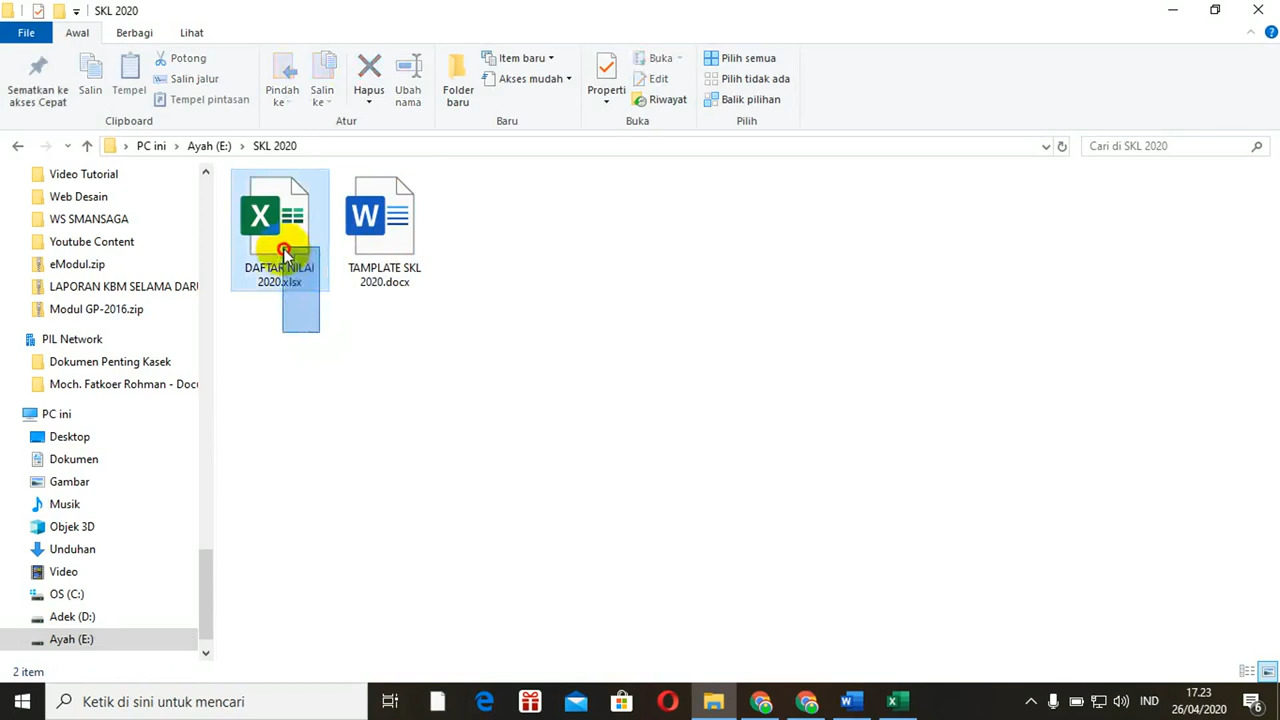 SKL 2020
File
Awal
Berbagi
Lihat
Sematkan ke
akses Cepat
Salin
Tempel
Potong
Salin jalur
Tempel pintasan
Clipboard
Pindah
ke
Salin
ke
Hapus
Ubah
nama
Atur
Folder
baru
Item baru
Akses mudah
Baru
Properti
Buka
Edit
Riwayat
Buka
Pilih semua
Pilih tidak ada
Balik pilihan
Pilih
PC ini > Ayah (E:) > SKL 2020
Cari di SKL 2020
Video Tutorial
Web Desain
WS SMANSAGA
Youtube Content
eModul.zip
LAPORAN KBM SELAMA DARU
Modul GP-2016.zip
PIL Network
Dokumen Penting Kasek
Moch. Fatkoer Rohman - Docu
PC ini
Desktop
Dokumen
Gambar
Musik
Objek 3D
Unduhan
Video
OS (C:)
Adek (D:)
Ayah (E:)
X
DAFTAR NILAI
2020.xlsx
W
TAMPLATE SKL
2020.docx
2 item
Ketik di sini untuk mencari
IND
17.23
26/04/2020
6